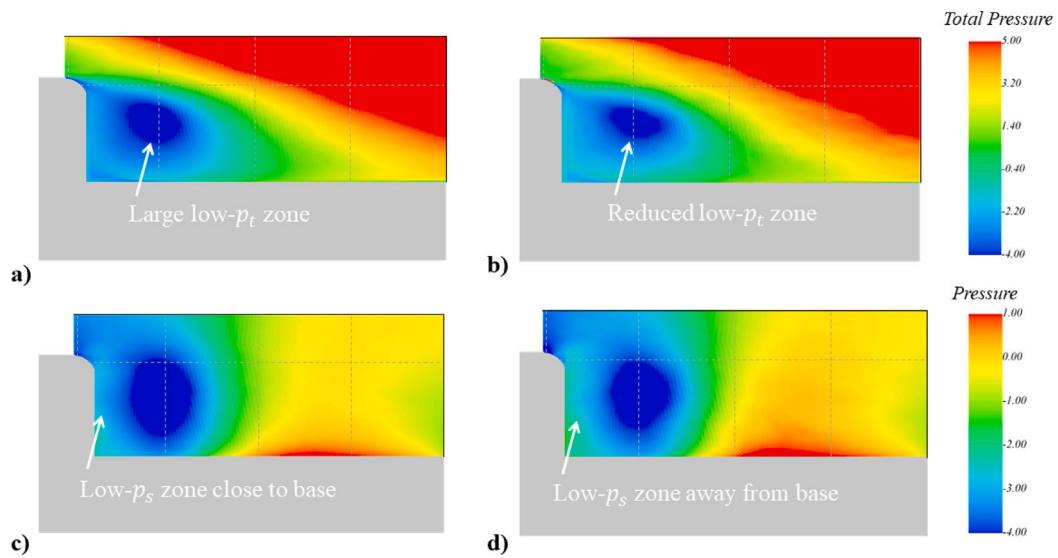 Total Pressure
5.00
3.20
1.40
-0.40
-2.20
-4.00
Large low-pₜ zone
Reduced low-pₜ zone
a)
b)
Pressure
1.00
0.00
-1.00
-2.00
-3.00
-4.00
Low-pₛ zone close to base
Low-pₛ zone away from base
c)
d)